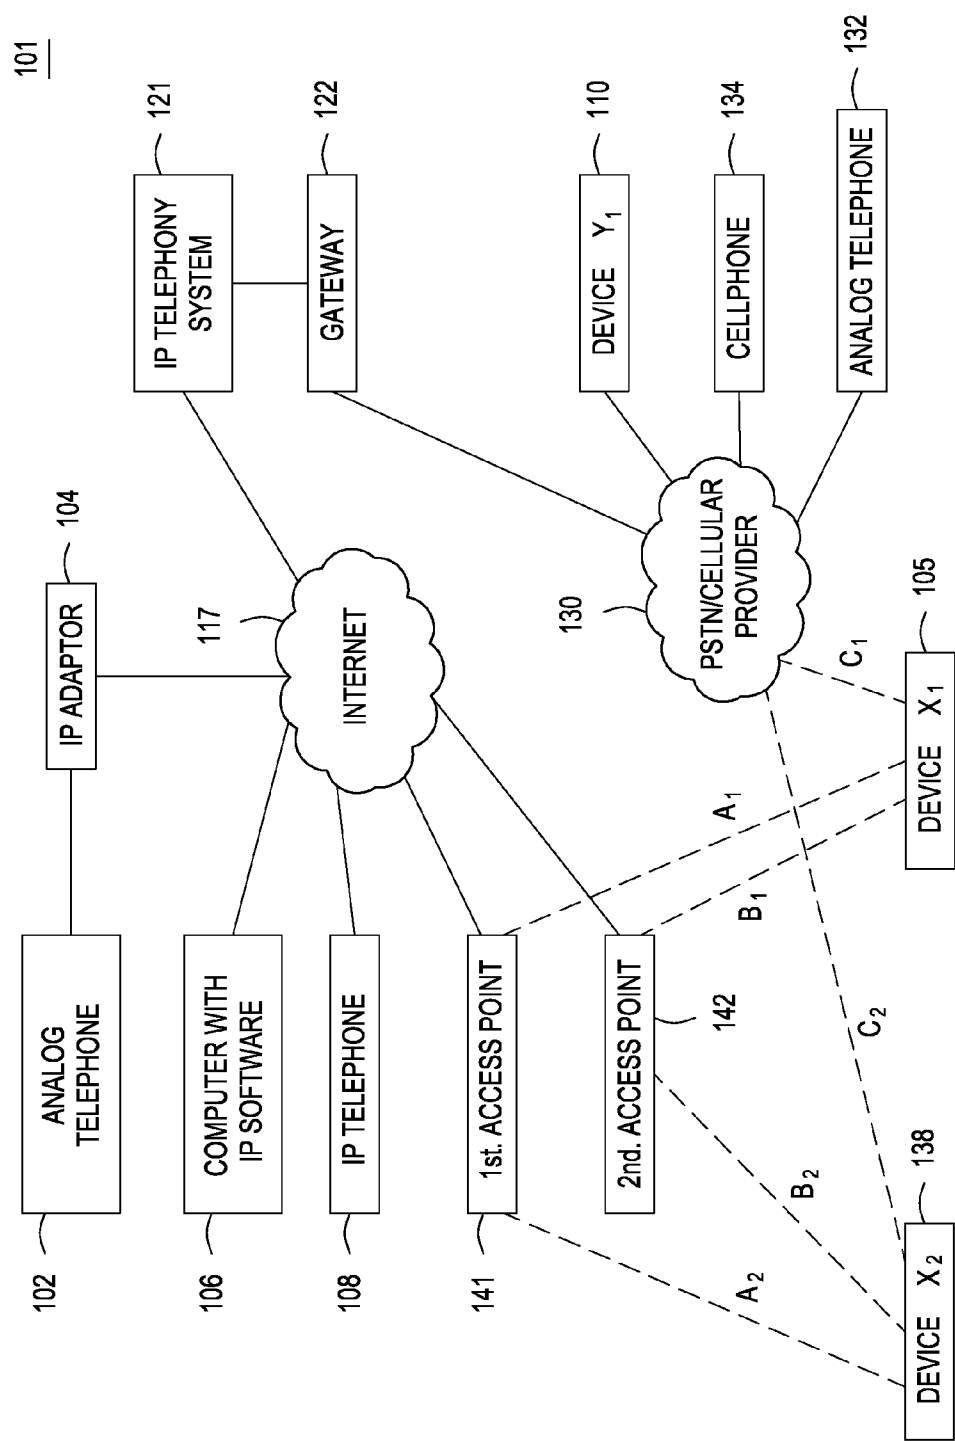 101
ANALOG
TELEPHONE
102
IP ADAPTOR
104
IP TELEPHONY
SYSTEM
121
COMPUTER WITH
IP SOFTWARE
106
117
INTERNET
GATEWAY
122
IP TELEPHONE
108
1st. ACCESS POINT
141
2nd. ACCESS POINT
142
130
PSTN/CELLULAR
PROVIDER
DEVICE Y₁
110
CELLPHONE
134
ANALOG TELEPHONE
132
A₂
B₂
C₂
B₁
A₁
C₁
DEVICE X₂
138
DEVICE X₁
105